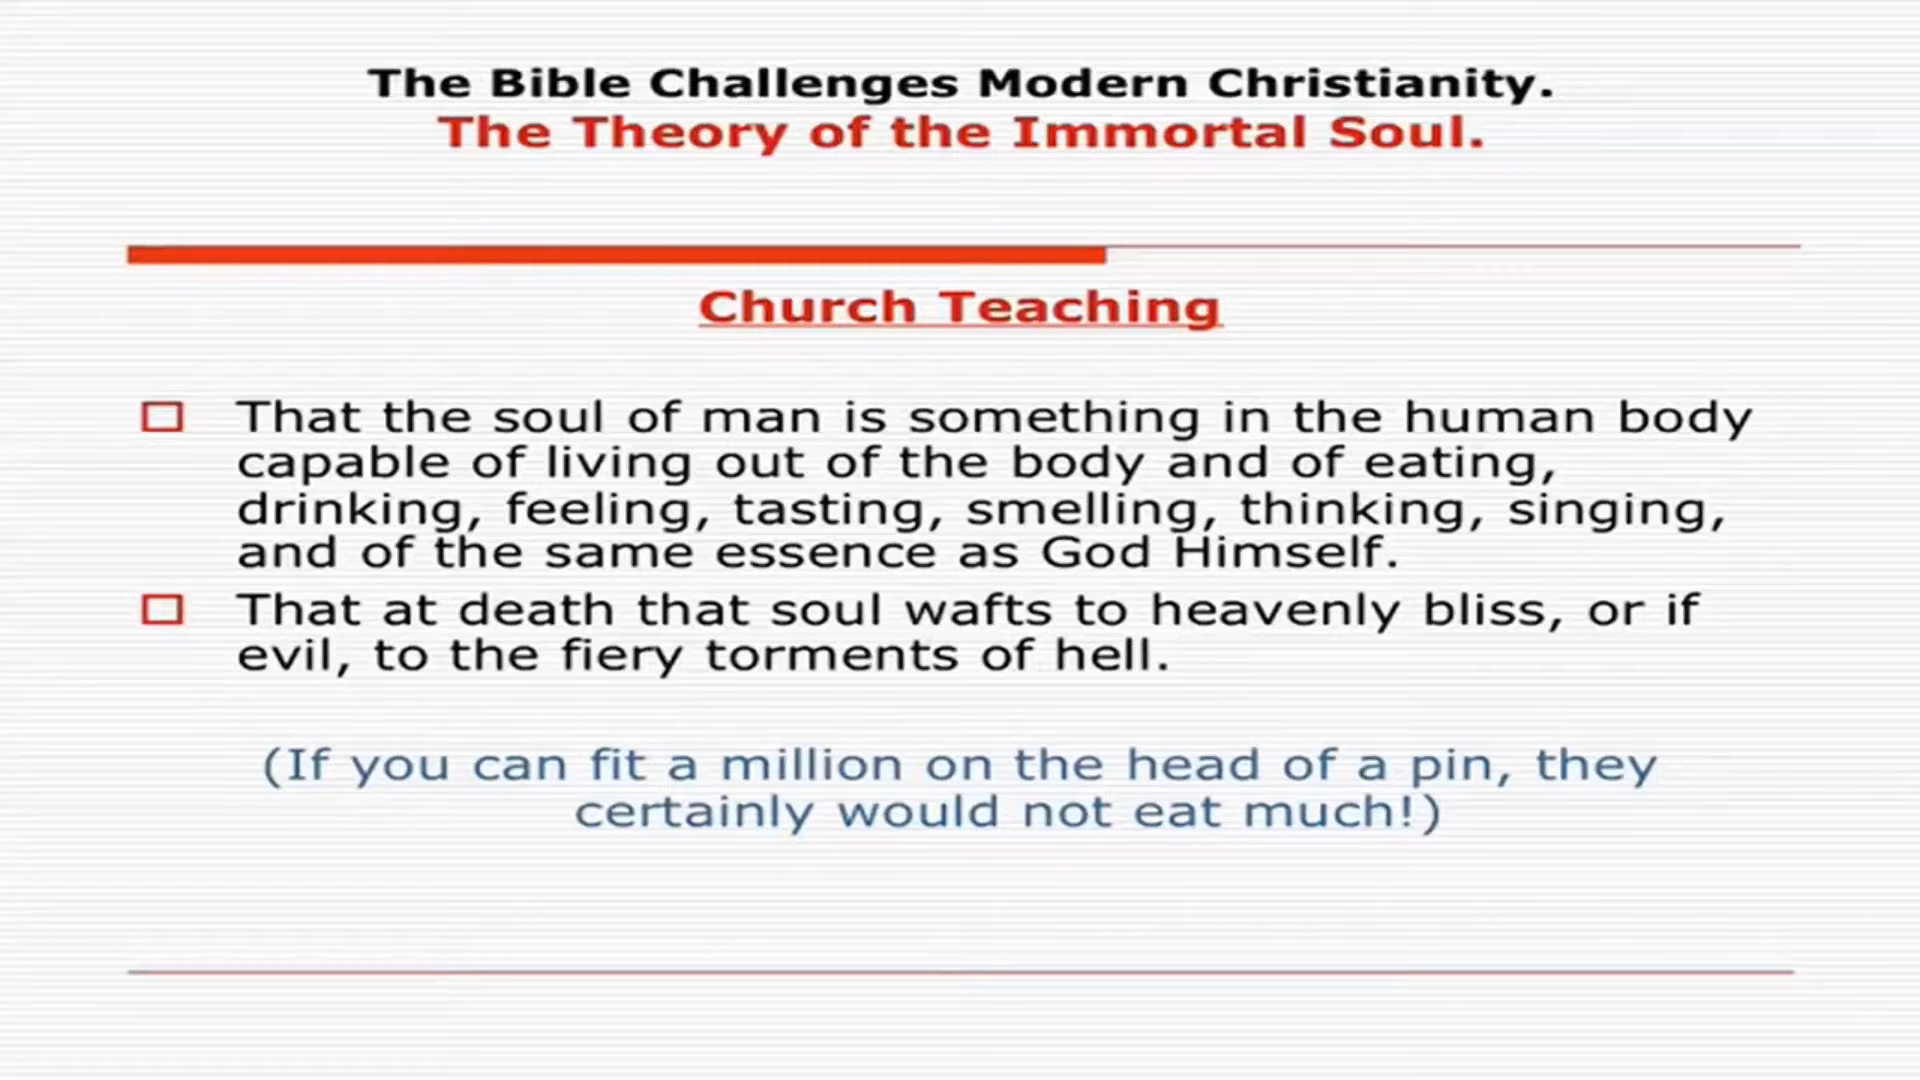 The Bible Challenges Modern Christianity.
The Theory of the Immortal Soul.
Church Teaching
That the soul of man is something in the human body
capable of living out of the body and of eating,
drinking, feeling, tasting, smelling, thinking, singing,
and of the same essence as God Himself.
That at death that soul wafts to heavenly bliss, or if
evil, to the fiery torments of hell.
(If you can fit a million on the head of a pin, they
certainly would not eat much!)